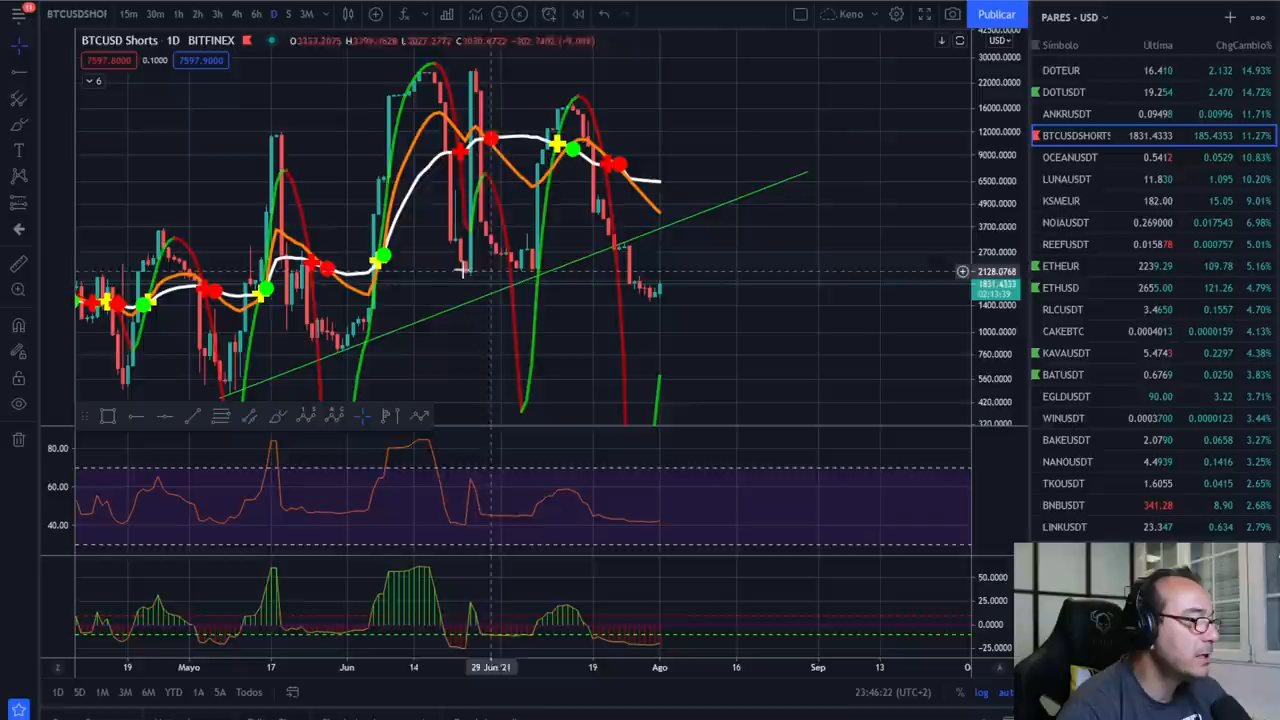 11
BTCUSDSHOI 15m 30m 1h 2h 3h 4h 6h D S 3M Keno Publicar
BTCUSD Shorts · 1D BITFINEX
7597.8000 0.1000 7597.9000
6
USD
42500.0000
30000.0000
22000.0000
16000.0000
12000.0000
9000.0000
6500.0000
4900.0000
3700.0000
2700.0000
2128.0768
1831.4333
02:13:39
1400.0000
1000.0000
760.0000
560.0000
420.0000
320.0000
80.00
60.00
40.00
50.0000
25.0000
0.0000
-25.0000
19 Mayo 17 Jun 14 29 Jun '21 19 Ago 16 Sep 13
1D 5D 1M 3M 6M YTD 1A 5A Todos 23:46:22 (UTC+2) % log aut
PARES - USD
Símbolo Última Chg Cambio%
DOTEUR 16.410 2.132 14.93%
DOTUSDT 19.254 2.470 14.72%
ANKRUSDT 0.09498 0.00996 11.71%
BTCUSDSHORTS 1831.4333 185.4353 11.27%
OCEANUSDT 0.5412 0.0529 10.83%
LUNAUSDT 11.830 1.095 10.20%
KSMEUR 182.00 15.05 9.01%
NOIAUSDT 0.269000 0.017543 6.98%
REEFUSDT 0.015878 0.000757 5.01%
ETHEUR 2239.29 109.78 5.16%
ETHUSD 2655.00 121.26 4.79%
RLCUSDT 3.4650 0.1557 4.70%
CAKEBTC 0.0004013 0.0000159 4.13%
KAVAUSDT 5.4743 0.2297 4.38%
BATUSDT 0.6769 0.0250 3.83%
EGLDUSDT 90.00 3.22 3.71%
WINUSDT 0.0003700 0.0000123 3.44%
BAKEUSDT 2.0790 0.0658 3.27%
NANOUSDT 4.4939 0.1416 3.25%
TKOUSDT 1.6055 0.0415 2.65%
BNBUSDT 341.28 8.90 2.68%
LINKUSDT 23.347 0.634 2.79%